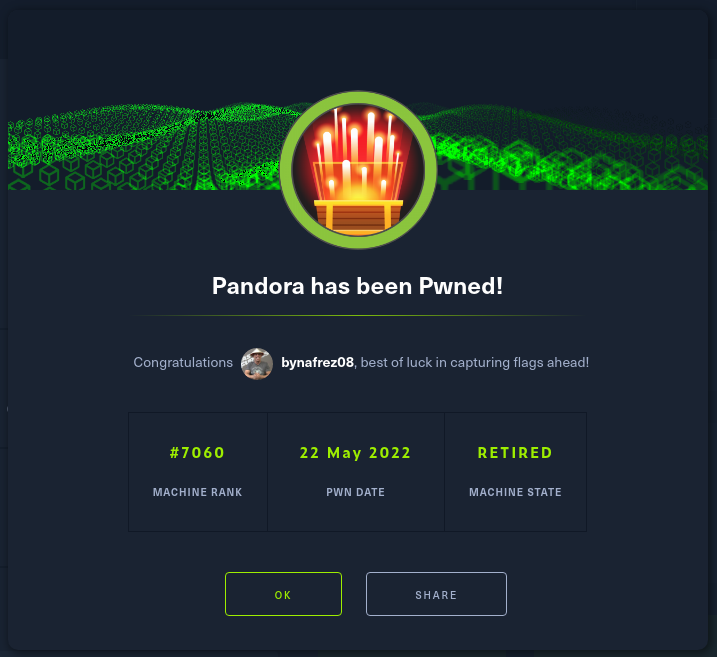 Pandora has been Pwned!
Congratulations bynafrez08, best of luck in capturing flags ahead!
#7060 22 May 2022 RETIRED
MACHINE RANK PWN DATE MACHINE STATE
OK SHARE